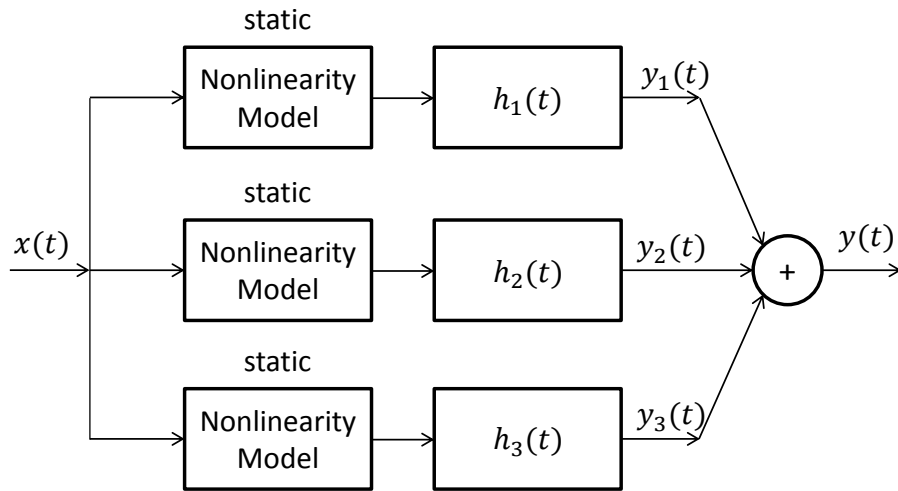 static
Nonlinearity
Model
h₁(t)
y₁(t)
static
x(t)
Nonlinearity
Model
h₂(t)
y₂(t)
+
y(t)
static
Nonlinearity
Model
h₃(t)
y₃(t)